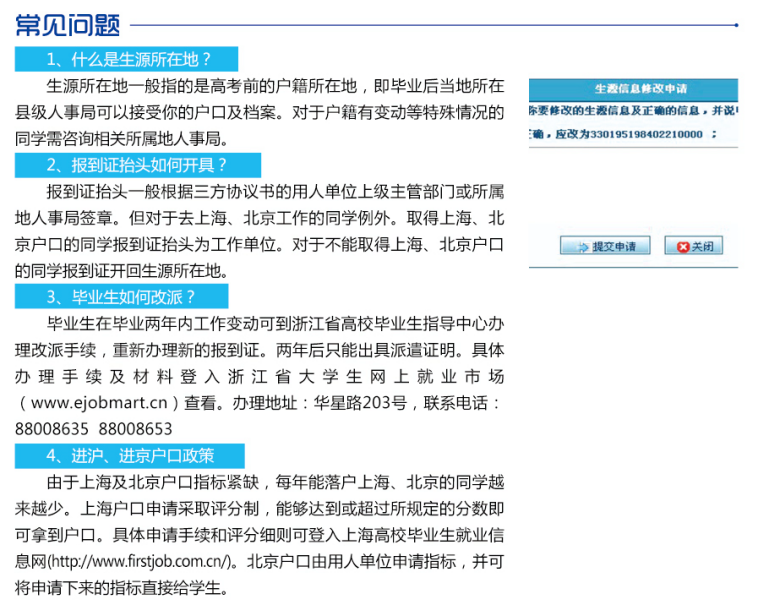 常见问题
1、什么是生源所在地？
生源所在地一般指的是高考前的户籍所在地，即毕业后当地所在
县级人事局可以接受你的户口及档案。对于户籍有变动等特殊情况的
同学需咨询相关所属地人事局。
2、报到证抬头如何开具？
报到证抬头一般根据三方协议书的用人单位上级主管部门或所属
地人事局签章。但对于去上海、北京工作的同学例外。取得上海、北
京户口的同学报到证抬头为工作单位。对于不能取得上海、北京户口
的同学报到证开回生源所在地。
3、毕业生如何改派？
毕业生在毕业两年内工作变动可到浙江省高校毕业生指导中心办
理改派手续，重新办理新的报到证。两年后只能出具派遣证明。具体
办理手续及材料登入浙江省大学生网上就业市场
（www.ejobmart.cn）查看。办理地址：华星路203号，联系电话：
88008635 88008653
4、进沪、进京户口政策
由于上海及北京户口指标紧缺，每年能落户上海、北京的同学越
来越少。上海户口申请采取评分制，能够达到或超过所规定的分数即
可拿到户口。具体申请手续和评分细则可登入上海高校毕业生就业信
息网(http://www.firstjob.com.cn/)。北京户口由用人单位申请指标，并可
将申请下来的指标直接给学生。
生源信息修改申请
你要修改的生源信息及正确的信息，并说
确，应改为330195198402210000 ；
提交申请 关闭